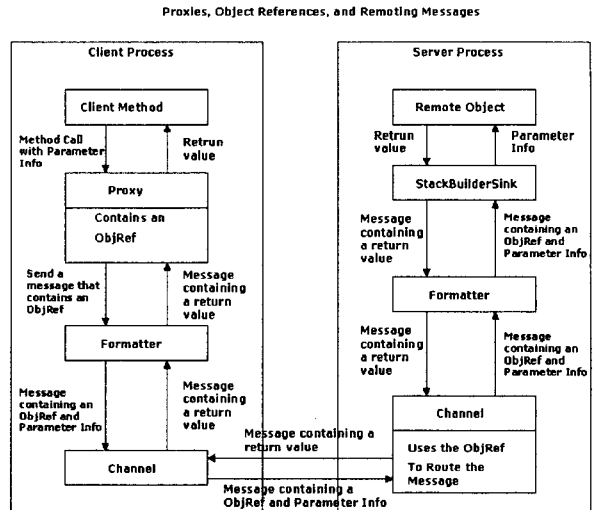 Proxies, Object References, and Remoting Messages
Client Process
Client Method
Method Call
with Parameter
Info
Retrun
value
Proxy
Contains an
ObjRef
Send a
message that
contains an
ObjRef
Message
containing
a return
value
Formatter
Message
containing an
ObjRef and
Parameter Info
Message
containing
a return
value
Channel
Server Process
Remote Object
Retrun
value
Parameter
Info
StackBuilderSink
Message
containing
a return
value
Message
containing an
ObjRef and
Parameter Info
Formatter
Message
containing
a return
value
Message
containing an
ObjRef and
Parameter Info
Channel
Uses the ObjRef
To Route the
Message
Message containing a
return value
Message containing a
ObjRef and Parameter Info